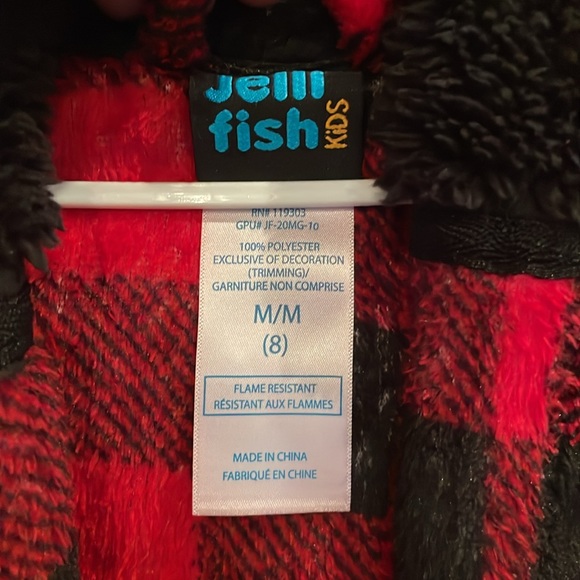 Jelli
fish KiDS
RN# 119303
GPU# JF-20MG-10
100% POLYESTER
EXCLUSIVE OF DECORATION
(TRIMMING)/
GARNITURE NON COMPRISE
M/M
(8)
FLAME RESISTANT
RÉSISTANT AUX FLAMMES
MADE IN CHINA
FABRIQUÉ EN CHINE